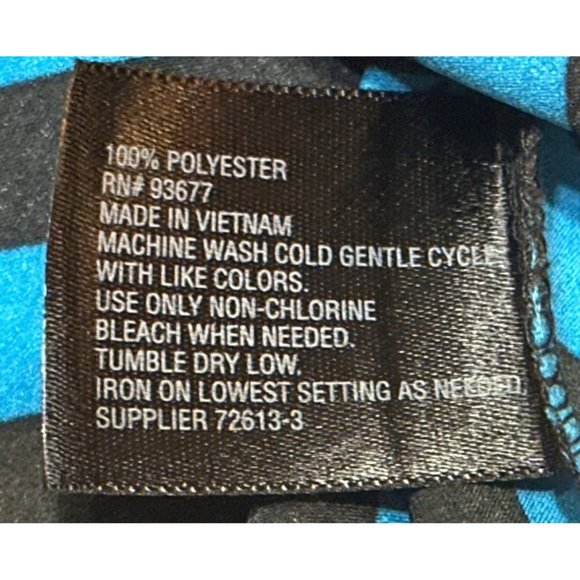 100% POLYESTER
RN# 93677
MADE IN VIETNAM
MACHINE WASH COLD GENTLE CYCLE
WITH LIKE COLORS.
USE ONLY NON-CHLORINE
BLEACH WHEN NEEDED.
TUMBLE DRY LOW.
IRON ON LOWEST SETTING AS NEEDED.
SUPPLIER 72613-3